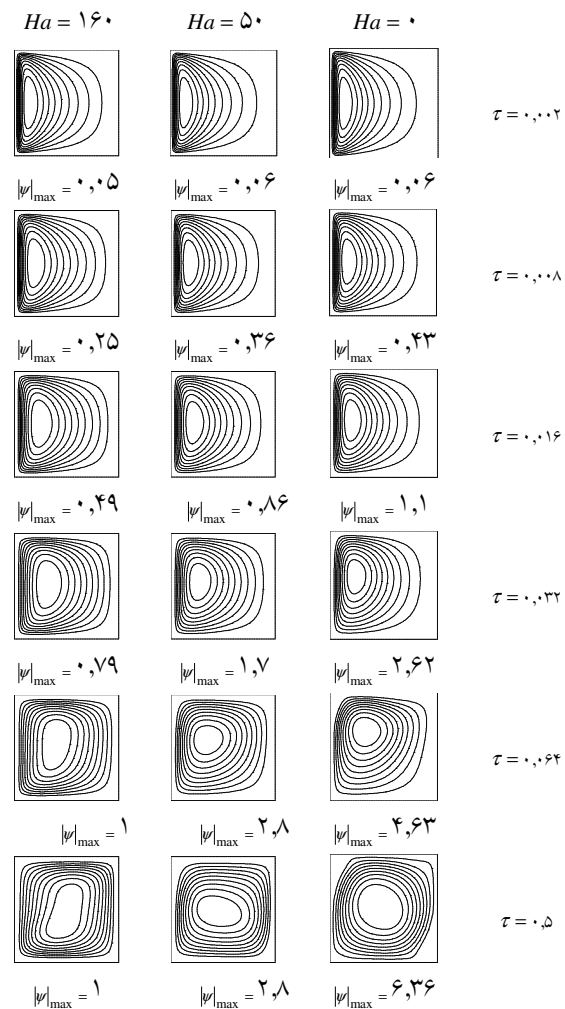 Ha = ۱۶۰ Ha = ۵۰ Ha = ۰
τ = ۰,۰۰۲
|ψ|max = ۰,۰۵ |ψ|max = ۰,۰۶ |ψ|max = ۰,۰۶
τ = ۰,۰۰۸
|ψ|max = ۰,۲۵ |ψ|max = ۰,۳۶ |ψ|max = ۰,۴۳
τ = ۰,۰۱۶
|ψ|max = ۰,۴۹ |ψ|max = ۰,۸۶ |ψ|max = ۱,۱
τ = ۰,۰۳۲
|ψ|max = ۰,۷۹ |ψ|max = ۱,۷ |ψ|max = ۲,۶۲
τ = ۰,۰۶۴
|ψ|max = ۱ |ψ|max = ۲,۸ |ψ|max = ۴,۶۳
τ = ۰,۵
|ψ|max = ۱ |ψ|max = ۲,۸ |ψ|max = ۶,۳۶